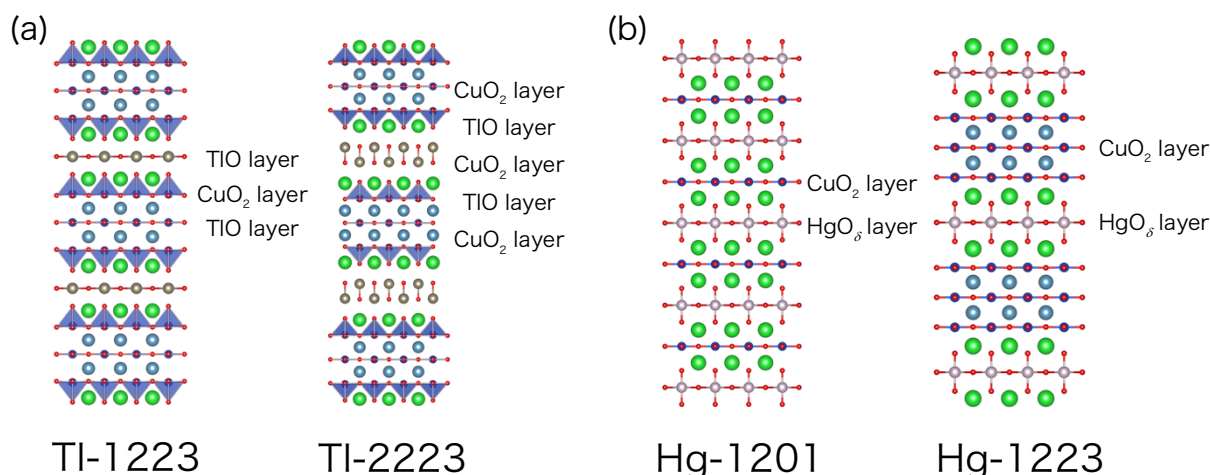 (a)
TlO layer
CuO₂ layer
TlO layer
Tl-1223
CuO₂ layer
TlO layer
CuO₂ layer
TlO layer
CuO₂ layer
Tl-2223
(b)
CuO₂ layer
HgOδ layer
Hg-1201
CuO₂ layer
HgOδ layer
Hg-1223